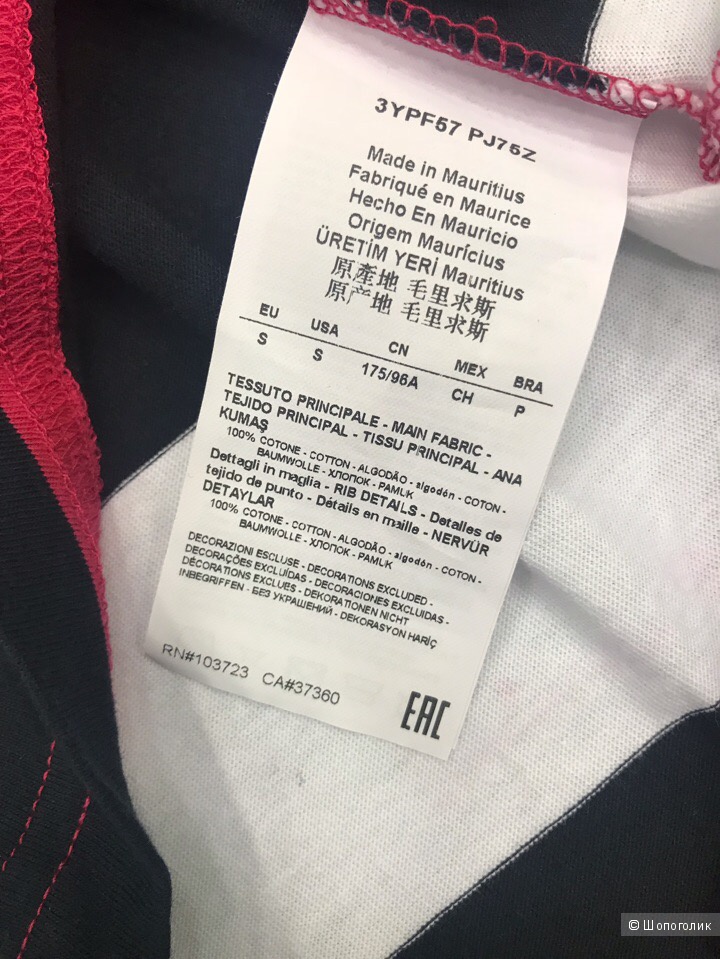 3YPF57 PJ75Z
Made in Mauritius
Fabriqué en Maurice
Hecho En Mauricio
Origem Maurícius
ÜRETİM YERİ Mauritius
原產地 毛里求斯
原产地 毛里求斯
EU USA CN MEX BRA
S S 175/96A CH P
TESSUTO PRINCIPALE - MAIN FABRIC -
TEJIDO PRINCIPAL - TISSU PRINCIPAL - ANA
KUMAŞ
100% COTONE - COTTON - ALGODÃO - algodón - COTON -
BAUMWOLLE - ХЛОПОК - PAMUK
Dettagli in maglia - RIB DETAILS - Detalles de
tejido de punto - Détails en maille - NERVÜR
DETAYLAR
100% COTONE - COTTON - ALGODÃO - algodón - COTON -
BAUMWOLLE - ХЛОПОК - PAMUK
DECORAZIONI ESCLUSE - DECORATIONS EXCLUDED -
DECORAÇÕES EXCLUÍDAS - DECORACIONES EXCLUIDAS -
DÉCORATIONS EXCLUES - DEKORATIONEN NICHT
INBEGRIFFEN - БЕЗ УКРАШЕНИЙ - DEKORASYON HARİÇ
RN#103723 CA#37360
EAC
© Шопоголик